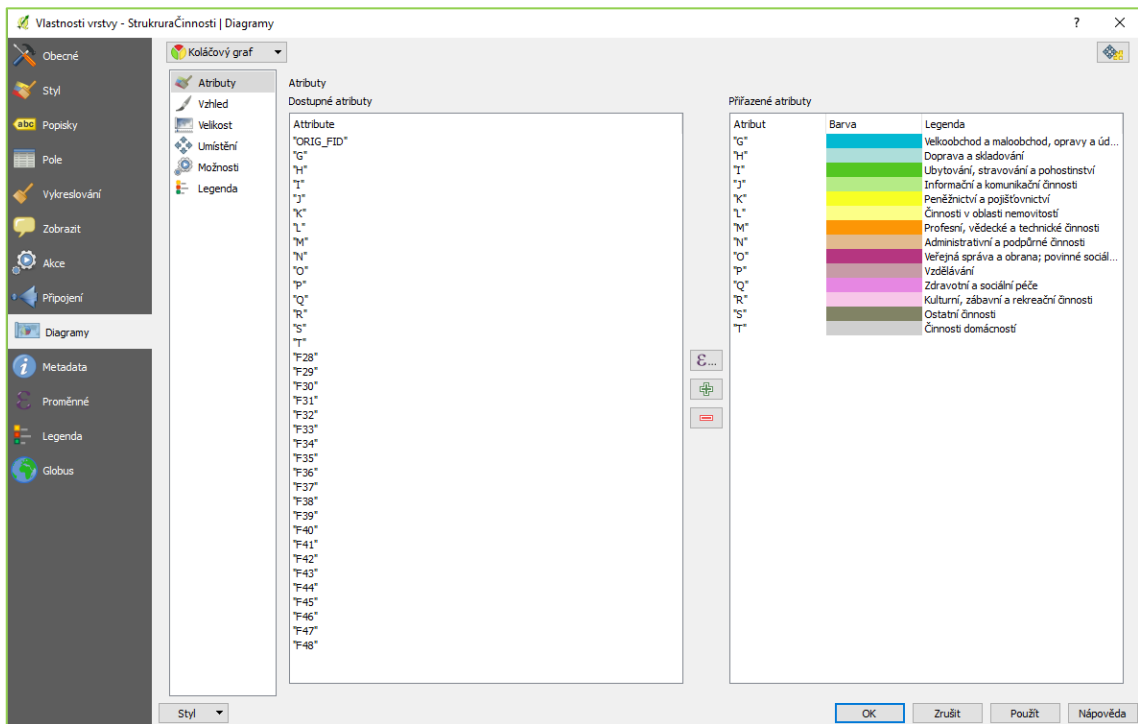 Vlastnosti vrstvy - StrukruraČinnosti | Diagramy
?
Obecné
Styl
abc Popisky
Pole
Vykreslování
Zobrazit
Akce
Připojení
Diagramy
Metadata
Proměnné
Legenda
Globus
Koláčový graf
Atributy
Vzhled
Velikost
Umístění
Možnosti
Legenda
Atributy
Dostupné atributy
Attribute
"ORIG_FID"
"G"
"H"
"I"
"J"
"K"
"L"
"M"
"N"
"O"
"P"
"Q"
"R"
"S"
"T"
"F28"
"F29"
"F30"
"F31"
"F32"
"F33"
"F34"
"F35"
"F36"
"F37"
"F38"
"F39"
"F40"
"F41"
"F42"
"F43"
"F44"
"F45"
"F46"
"F47"
"F48"
ε...
Přiřazené atributy
Atribut Barva Legenda
"G" Velkoobchod a maloobchod, opravy a úd...
"H" Doprava a skladování
"I" Ubytování, stravování a pohostinství
"J" Informační a komunikační činnosti
"K" Peněžnictví a pojišťovnictví
"L" Činnosti v oblasti nemovitostí
"M" Profesní, vědecké a technické činnosti
"N" Administrativní a podpůrné činnosti
"O" Veřejná správa a obrana; povinné sociál...
"P" Vzdělávání
"Q" Zdravotní a sociální péče
"R" Kulturní, zábavní a rekreační činnosti
"S" Ostatní činnosti
"T" Činnosti domácností
Styl
OK Zrušit Použít Nápověda